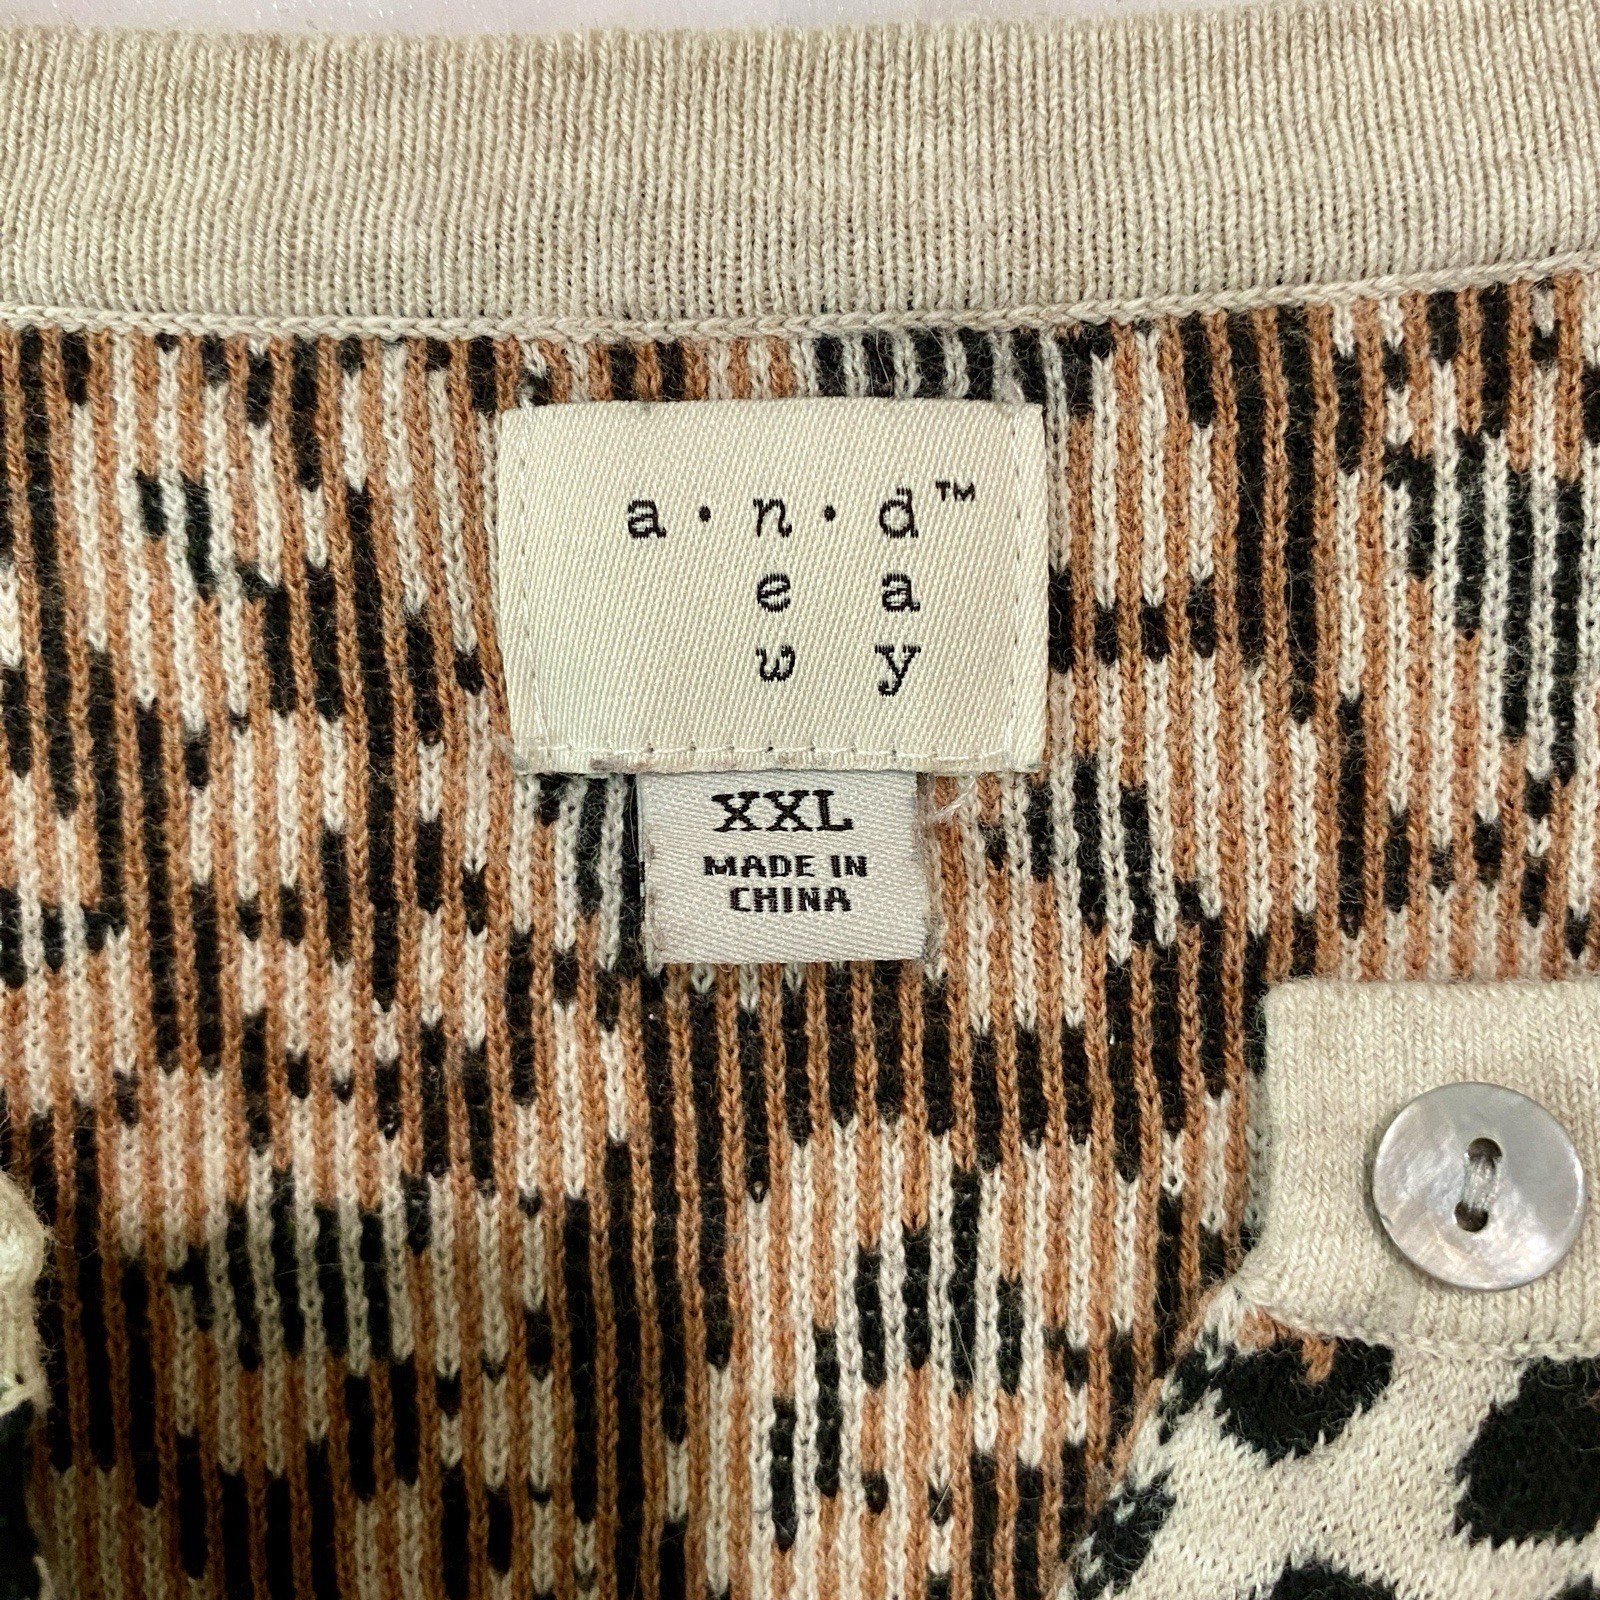 a · n · d™
e a
w y
XXL
MADE IN
CHINA